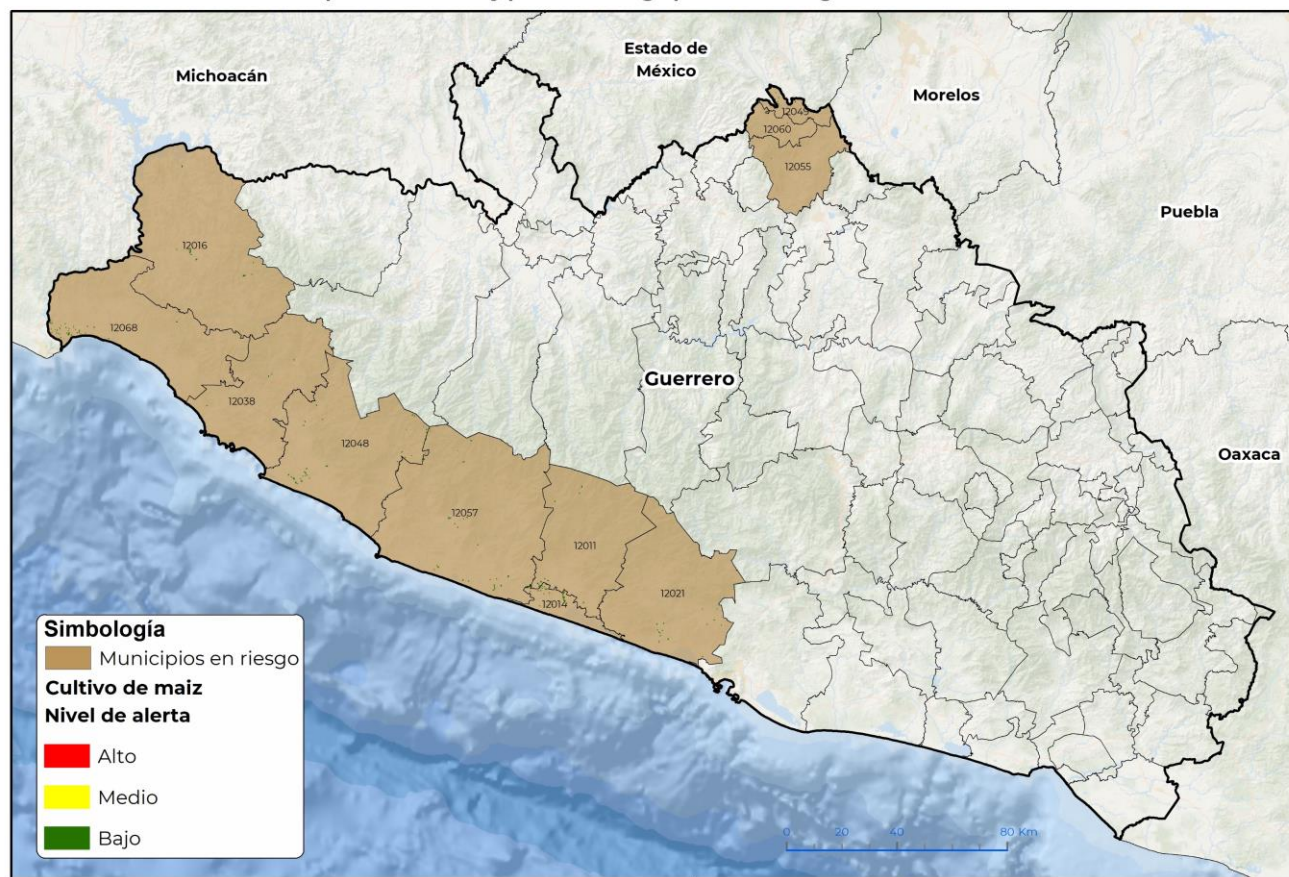 Estado de
México
Michoacán
Morelos
12049
12060
12055
Puebla
12016
12068
Guerrero
12038
12048
Oaxaca
12057
12011
12021
12014
Simbología
Municipios en riesgo
Cultivo de maiz
Nivel de alerta
Alto
Medio
Bajo
0 20 40 80 Km